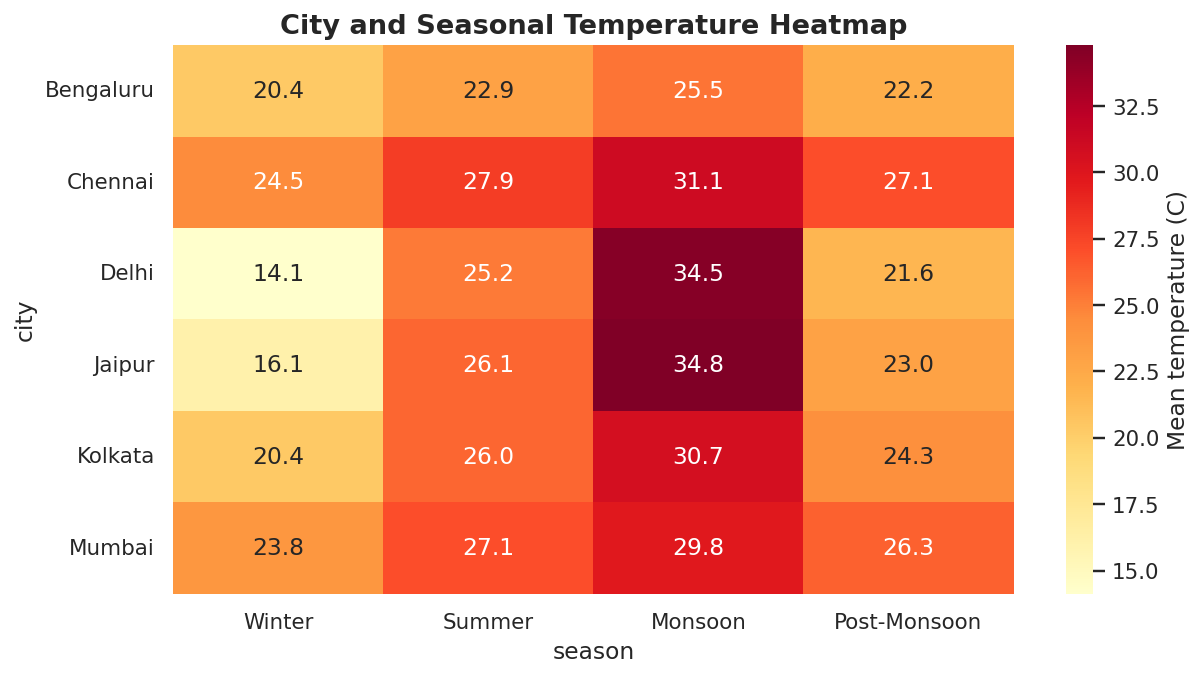 City and Seasonal Temperature Heatmap
Bengaluru 20.4 22.9 25.5 22.2
Chennai 24.5 27.9 31.1 27.1
Delhi 14.1 25.2 34.5 21.6
Jaipur 16.1 26.1 34.8 23.0
Kolkata 20.4 26.0 30.7 24.3
Mumbai 23.8 27.1 29.8 26.3
Winter Summer Monsoon Post-Monsoon
season
city
32.5
30.0
27.5
25.0
22.5
20.0
17.5
15.0
Mean temperature (C)